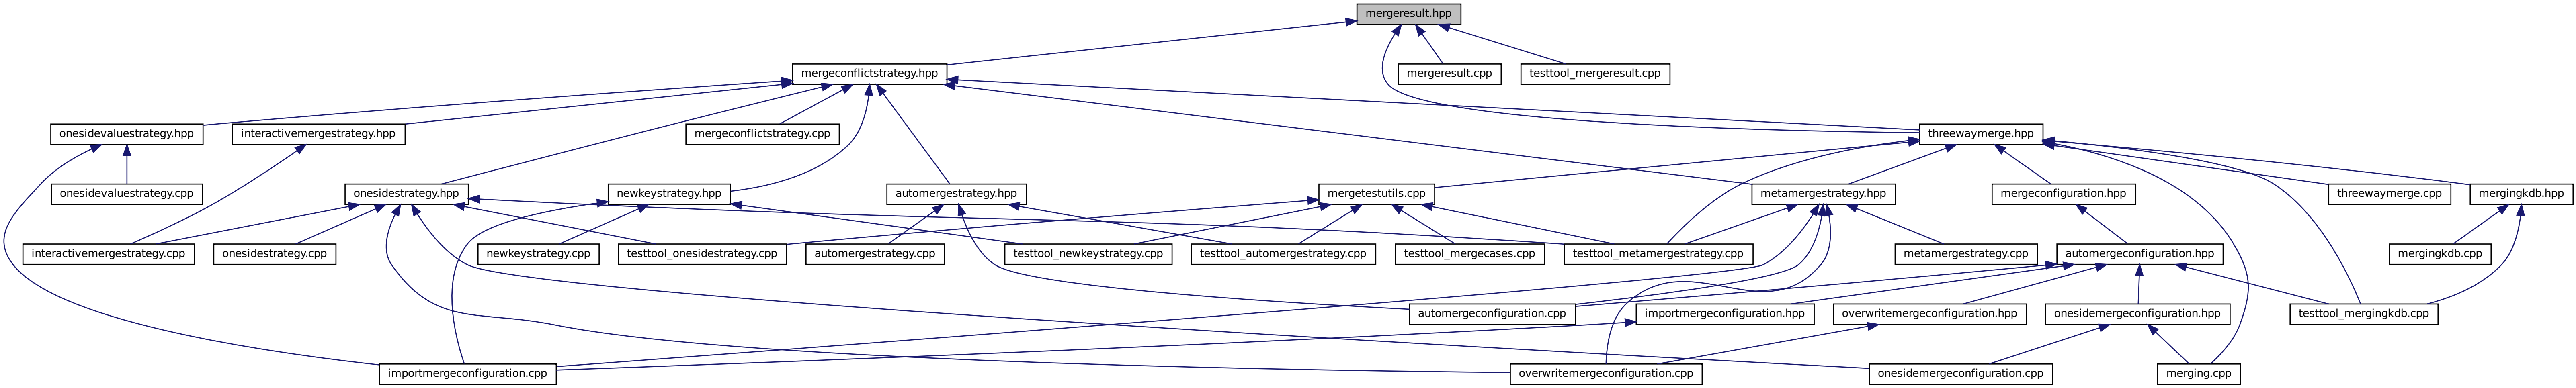 mergeresult.hpp
mergeconflictstrategy.hpp
mergeresult.cpp
testtool_mergeresult.cpp
onesidevaluestrategy.hpp
interactivemergestrategy.hpp
mergeconflictstrategy.cpp
threewaymerge.hpp
onesidevaluestrategy.cpp
onesidestrategy.hpp
newkeystrategy.hpp
automergestrategy.hpp
mergetestutils.cpp
metamergestrategy.hpp
mergeconfiguration.hpp
threewaymerge.cpp
mergingkdb.hpp
interactivemergestrategy.cpp
onesidestrategy.cpp
newkeystrategy.cpp
testtool_onesidestrategy.cpp
automergestrategy.cpp
testtool_newkeystrategy.cpp
testtool_automergestrategy.cpp
testtool_mergecases.cpp
testtool_metamergestrategy.cpp
metamergestrategy.cpp
automergeconfiguration.hpp
mergingkdb.cpp
automergeconfiguration.cpp
importmergeconfiguration.hpp
overwritemergeconfiguration.hpp
onesidemergeconfiguration.hpp
testtool_mergingkdb.cpp
importmergeconfiguration.cpp
overwritemergeconfiguration.cpp
onesidemergeconfiguration.cpp
merging.cpp